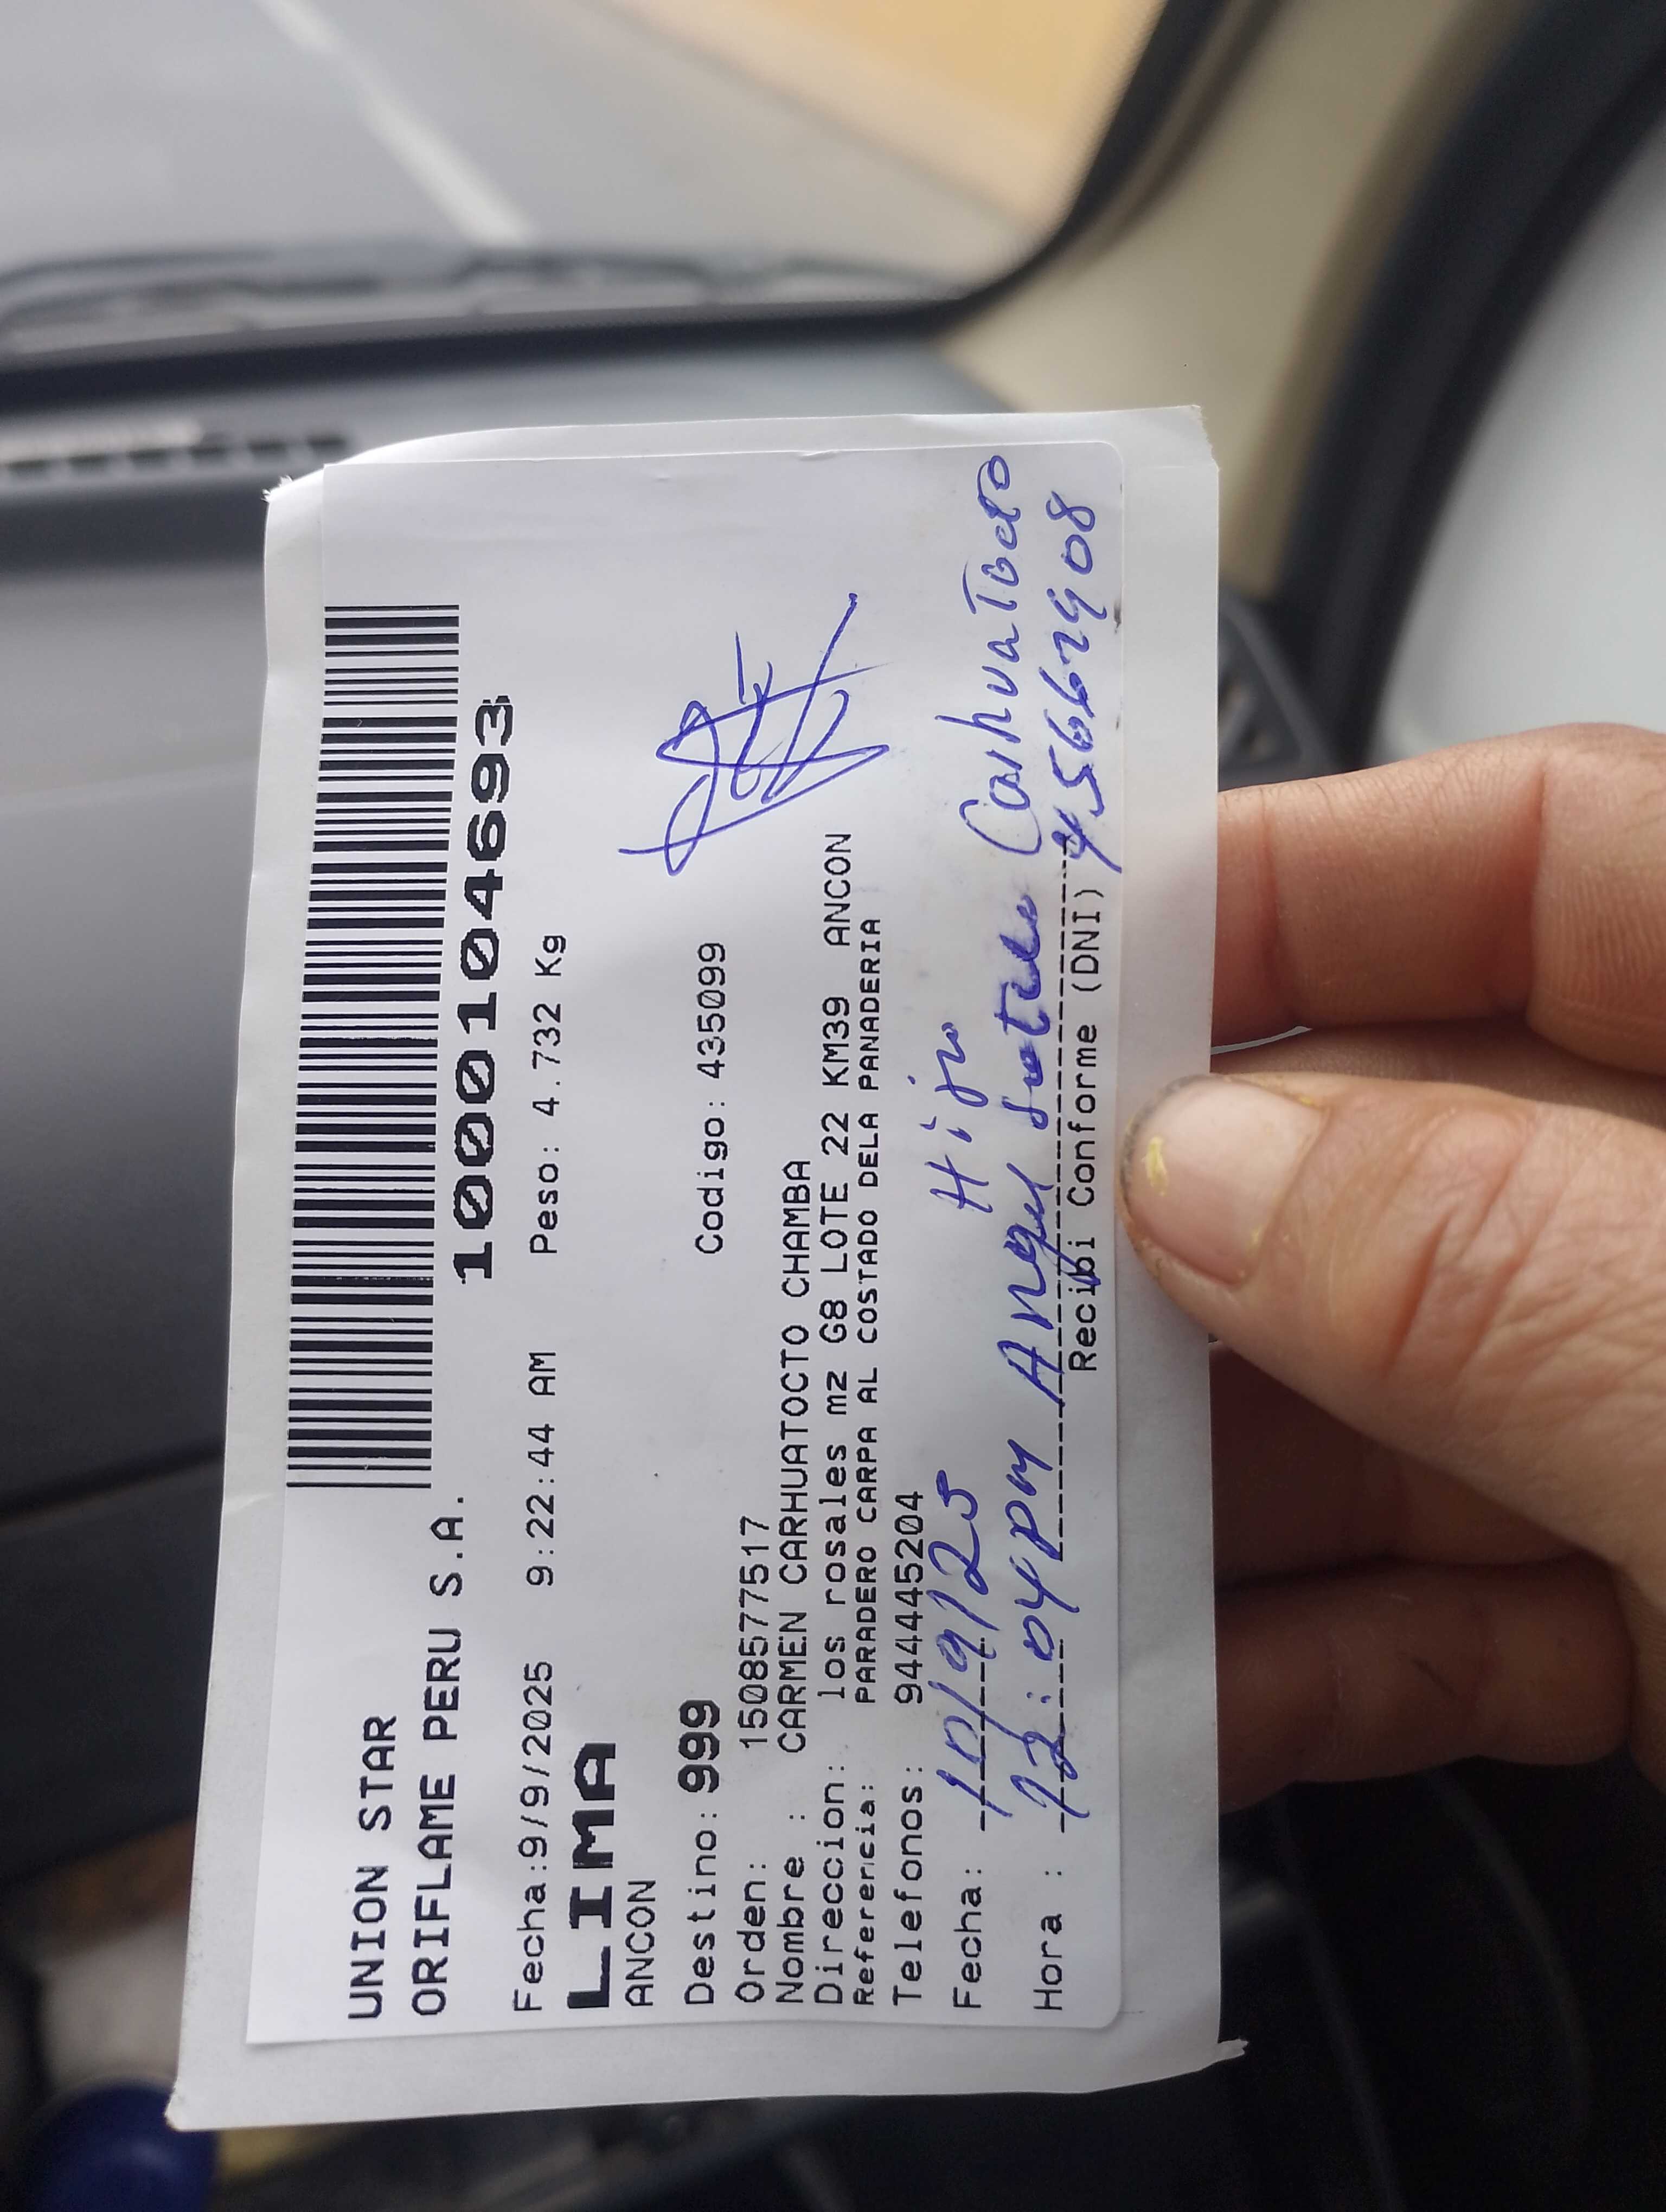 UNION STAR
ORIFLAME PERU S.A.
1000104693
Fecha:9/9/2025 9:22:44 AM Peso: 4.732 Kg
LIMA
ANCON
Destino: 999 Codigo: 435099
Orden: 1508577517
Nombre : CARMEN CARHUATOCTO CHAMBA
Direccion: los rosales mz G8 LOTE 22 KM39 ANCON
Referencia: PARADERO CARPA AL COSTADO DELA PANADERIA
Telefonos: 944445204
Fecha: 10/9/25 Hijo
Hora : 12:04pm Angel Carhuatocto
Recibi Conforme (DNI)